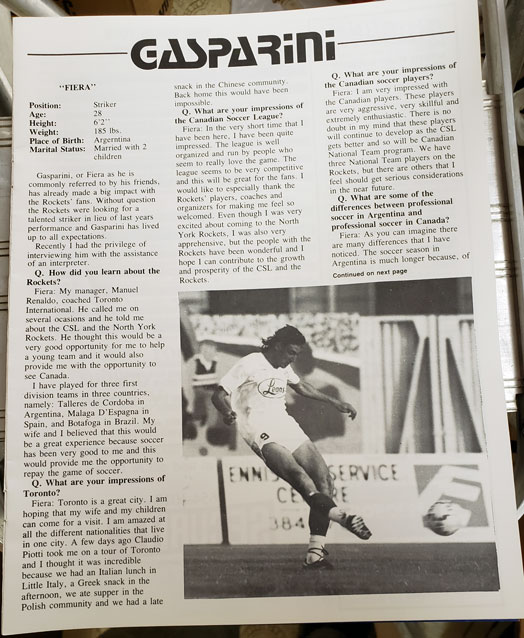 GASPARINI
"FIERA"
Position: Striker
Age: 28
Height: 6'2"
Weight: 185 lbs.
Place of Birth: Argentina
Marital Status: Married with 2
children
Gasparini, or Fiera as he is
commonly referred to by his friends,
has already made a big impact with
the Rockets' fans. Without question
the Rockets were looking for a
talented striker in lieu of last years
performance and Gasparini has lived
up to all expectations.
Recently I had the privilege of
interviewing him with the assistance
of an interpreter.
Q. How did you learn about the
Rockets?
Fiera: My manager, Manuel
Renaldo, coached Toronto
International. He called me on
several ocasions and he told me
about the CSL and the North York
Rockets. He thought this would be a
very good opportunity for me to help
a young team and it would also
provide me with the opportunity to
see Canada.
I have played for three first
division teams in three countries,
namely: Talleres de Cordoba in
Argentina, Malaga D'Espagna in
Spain, and Botafoga in Brazil. My
wife and I believed that this would
be a great experience because soccer
has been very good to me and this
would provide me the opportunity to
repay the game of soccer.
Q. What are your impressions of
Toronto?
Fiera: Toronto is a great city. I am
hoping that my wife and my children
can come for a visit. I am amazed at
all the different nationalities that live
in one city. A few days ago Claudio
Piotti took me on a tour of Toronto
and I thought it was incredible
because we had an Italian lunch in
Little Italy, a Greek snack in the
afternoon, we ate supper in the
Polish community and we had a late
snack in the Chinese community.
Back home this would have been
impossible.
Q. What are your impressions of
the Canadian Soccer League?
Fiera: In the very short time that I
have been here, I have been quite
impressed. The league is well
organized and run by people who
seem to really love the game. The
league seems to be very competitive
and this will be great for the fans. I
would like to especially thank the
Rockets' players, coaches and
organizers for making me feel so
welcomed. Even though I was very
excited about coming to the North
York Rockets, I was also very
apprehensive, but the people with the
Rockets have been wonderful and I
hope I can contribute to the growth
and prosperity of the CSL and the
Rockets.
Q. What are your impressions of
the Canadian soccer players?
Fiera: I am very impressed with
the Canadian players. These players
are very aggressive, very skillful and
extremely enthusiastic. There is no
doubt in my mind that these players
will continue to develop as the CSL
gets better and so will be Canadian
National Team program. We have
three National Team players on the
Rockets, but there are others that I
feel should get serious considerations
in the near future.
Q. What are some of the
differences between professional
soccer in Argentina and
professional soccer in Canada?
Fiera: As you can imagine there
are many differences that I have
noticed. The soccer season in
Argentina is much longer because, of
Continued on next page
ENNIS SERVICE
384